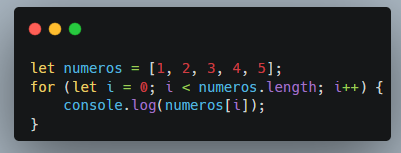 let numeros = [1, 2, 3, 4, 5];
for (let i = 0; i < numeros.length; i++) {
    console.log(numeros[i]);
}